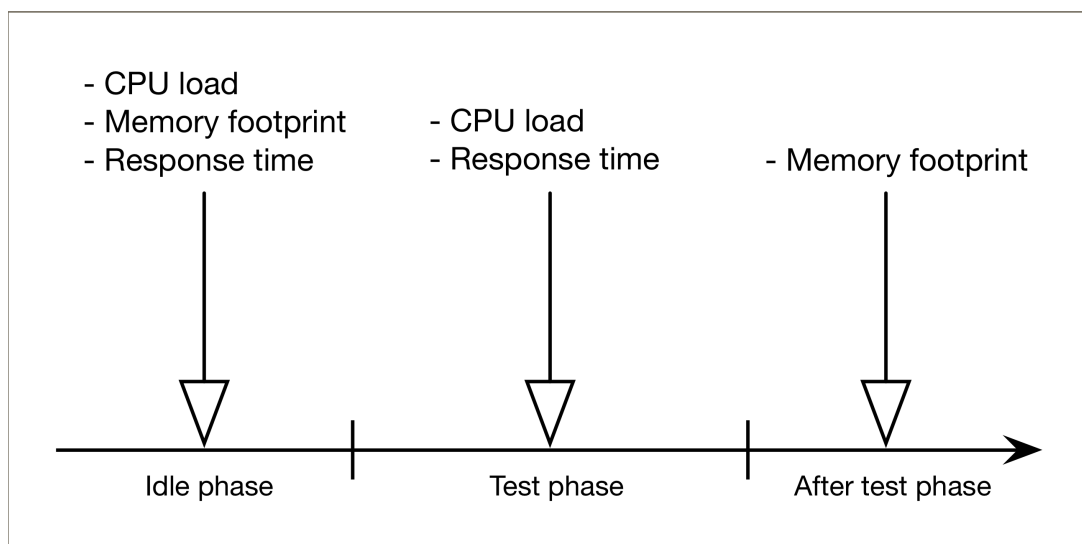 - CPU load
- Memory footprint
- Response time
- CPU load
- Response time
- Memory footprint
Idle phase
Test phase
After test phase